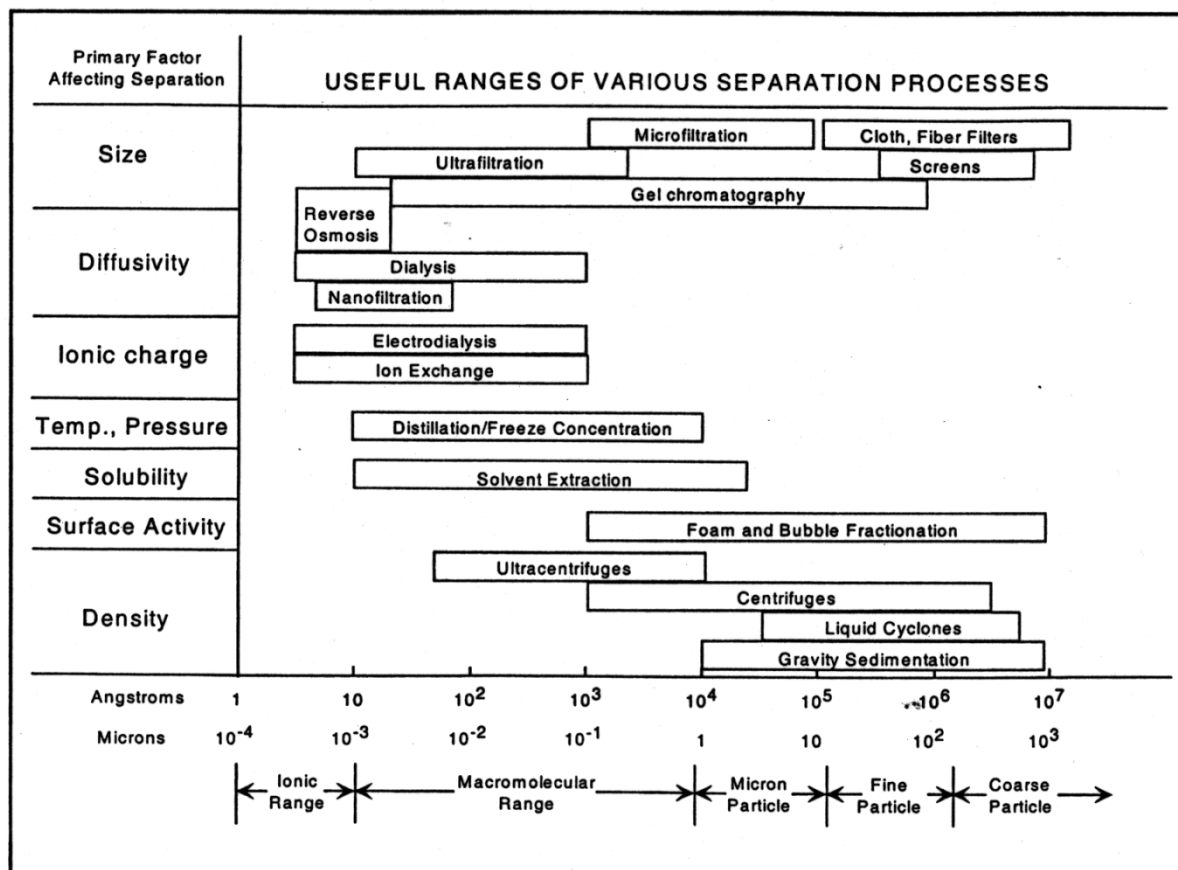 Primary Factor
Affecting Separation
USEFUL RANGES OF VARIOUS SEPARATION PROCESSES
Size
Microfiltration
Cloth, Fiber Filters
Ultrafiltration
Screens
Gel chromatography
Reverse
Osmosis
Diffusivity
Dialysis
Nanofiltration
Ionic charge
Electrodialysis
Ion Exchange
Temp., Pressure
Distillation/Freeze Concentration
Solubility
Solvent Extraction
Surface Activity
Foam and Bubble Fractionation
Density
Ultracentrifuges
Centrifuges
Liquid Cyclones
Gravity Sedimentation
Angstroms 1 10 10² 10³ 10⁴ 10⁵ 10⁶ 10⁷
Microns 10⁻⁴ 10⁻³ 10⁻² 10⁻¹ 1 10 10² 10³
Ionic
Range
Macromolecular
Range
Micron
Particle
Fine
Particle
Coarse
Particle